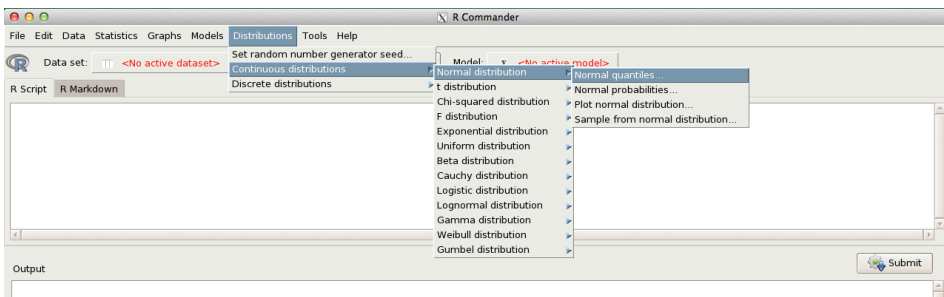 R Commander
File Edit Data Statistics Graphs Models Distributions Tools Help
Set random number generator seed...
Data set: <No active dataset>
Model: <No active model>
Continuous distributions
Discrete distributions
Normal distribution
t distribution
Chi-squared distribution
F distribution
Exponential distribution
Uniform distribution
Beta distribution
Cauchy distribution
Logistic distribution
Lognormal distribution
Gamma distribution
Weibull distribution
Gumbel distribution
Normal quantiles...
Normal probabilities...
Plot normal distribution...
Sample from normal distribution...
R Script R Markdown
Output
Submit